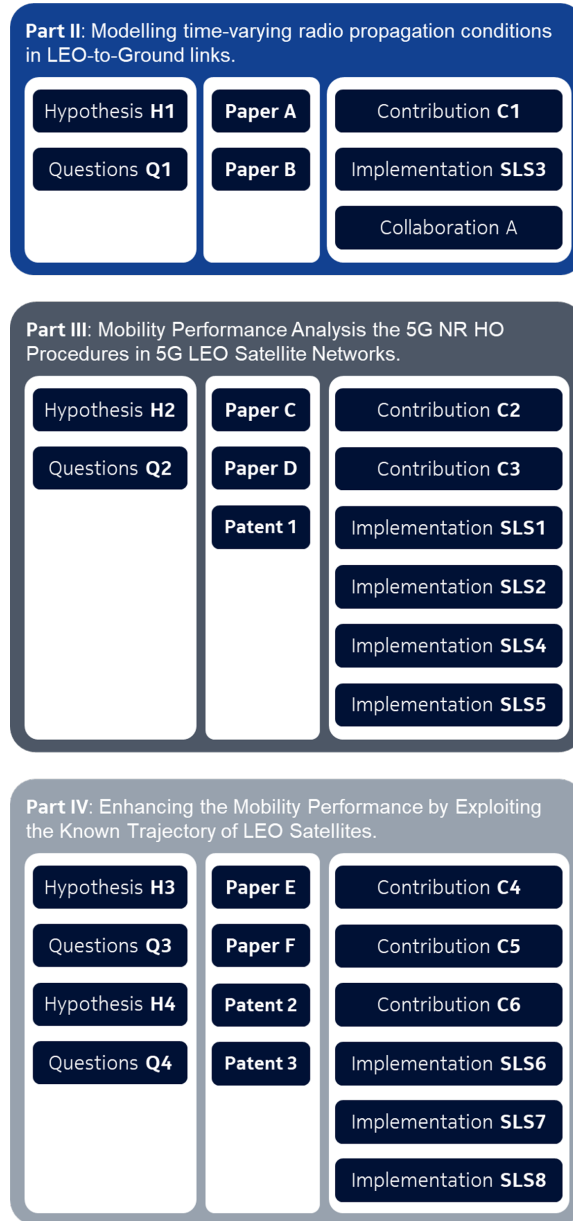 Part II: Modelling time-varying radio propagation conditions
in LEO-to-Ground links.
Hypothesis H1
Questions Q1
Paper A
Paper B
Contribution C1
Implementation SLS3
Collaboration A
Part III: Mobility Performance Analysis the 5G NR HO
Procedures in 5G LEO Satellite Networks.
Hypothesis H2
Questions Q2
Paper C
Paper D
Patent 1
Contribution C2
Contribution C3
Implementation SLS1
Implementation SLS2
Implementation SLS4
Implementation SLS5
Part IV: Enhancing the Mobility Performance by Exploiting
the Known Trajectory of LEO Satellites.
Hypothesis H3
Questions Q3
Hypothesis H4
Questions Q4
Paper E
Paper F
Patent 2
Patent 3
Contribution C4
Contribution C5
Contribution C6
Implementation SLS6
Implementation SLS7
Implementation SLS8